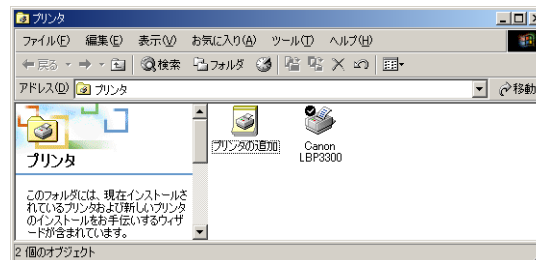 プリンタ
ファイル(F) 編集(E) 表示(V) お気に入り(A) ツール(T) ヘルプ(H)
戻る 検索 フォルダ
アドレス(D) プリンタ 移動
プリンタの追加
Canon
LBP3300
プリンタ
このフォルダには、現在インストールさ
れているプリンタおよび新しいプリンタ
のインストールをお手伝いするウィザ
ードが含まれています。
2 個のオブジェクト